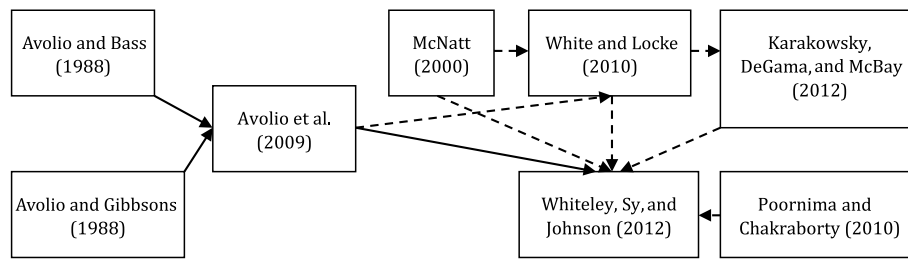 Avolio and Bass
(1988)
McNatt
(2000)
White and Locke
(2010)
Karakowsky,
DeGama, and McBay
(2012)
Avolio et al.
(2009)
Avolio and Gibbsons
(1988)
Whiteley, Sy, and
Johnson (2012)
Poornima and
Chakraborty (2010)